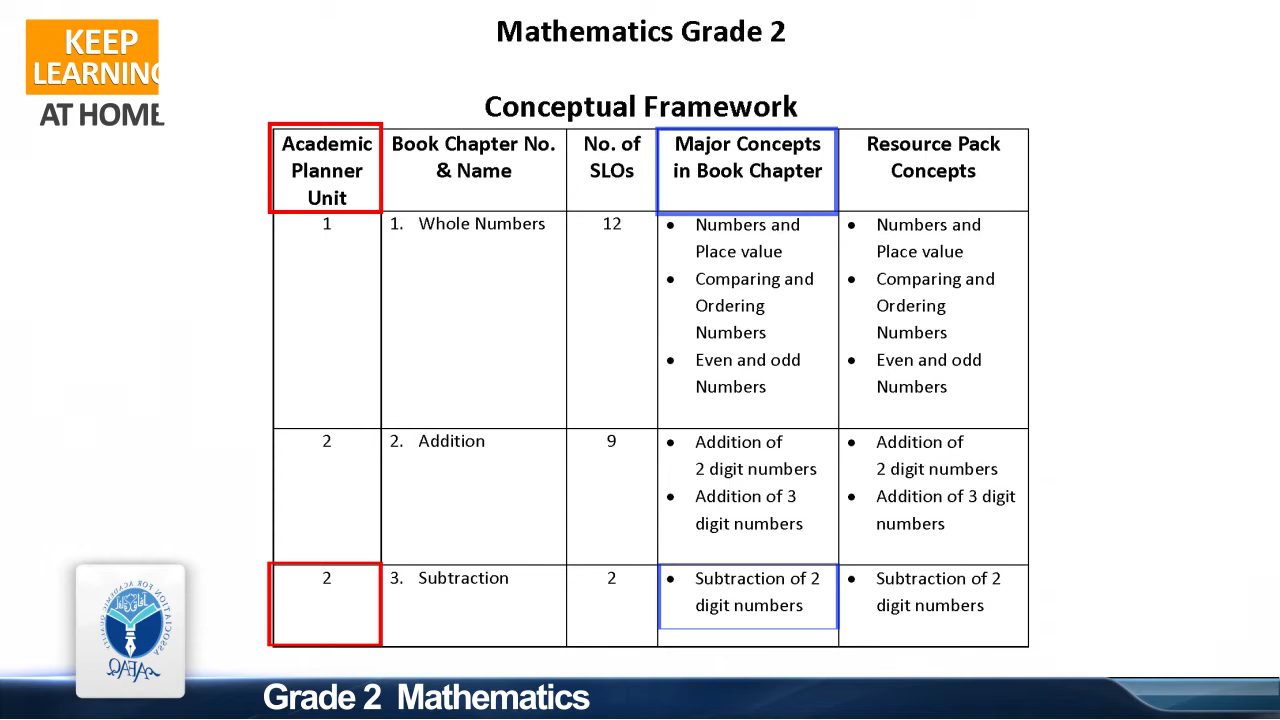 KEEP
LEARNING
AT HOME
Mathematics Grade 2
Conceptual Framework
Academic Planner Unit
Book Chapter No. & Name
No. of SLOs
Major Concepts in Book Chapter
Resource Pack Concepts
1
1. Whole Numbers
12
• Numbers and
Place value
• Comparing and
Ordering
Numbers
• Even and odd
Numbers
• Numbers and
Place value
• Comparing and
Ordering
Numbers
• Even and odd
Numbers
2
2. Addition
9
• Addition of
2 digit numbers
• Addition of 3
digit numbers
• Addition of
2 digit numbers
• Addition of 3 digit
numbers
2
3. Subtraction
2
• Subtraction of 2
digit numbers
• Subtraction of 2
digit numbers
AFAQ
Grade 2 Mathematics